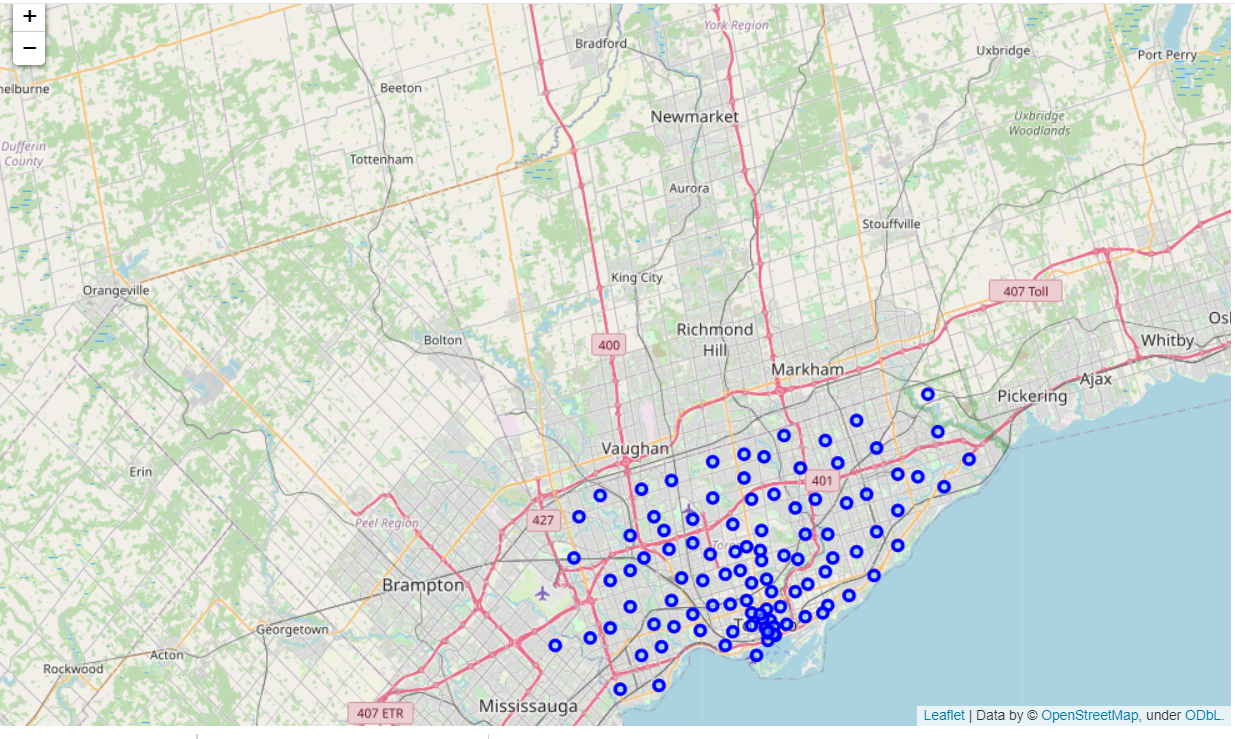 +
−
York Region
Bradford
Uxbridge
Port Perry
helburne
Beeton
Newmarket
Uxbridge
Woodlands
Dufferin
County
Tottenham
Aurora
Stouffville
King City
Orangeville
407 Toll
Richmond
Hill
Whitby
Bolton
400
Markham
Ajax
Pickering
Vaughan
Erin
401
427
Peel Region
Brampton
Georgetown
Acton
Rockwood
Mississauga
407 ETR
Leaflet | Data by © OpenStreetMap, under ODbL.